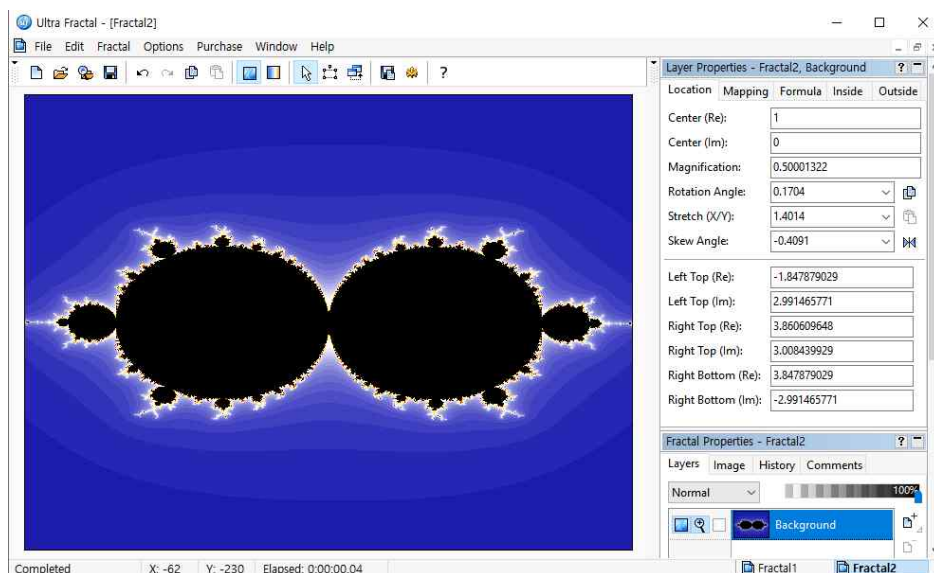 Ultra Fractal - [Fractal2]
File Edit Fractal Options Purchase Window Help
?
Layer Properties - Fractal2, Background ?
Location Mapping Formula Inside Outside
Center (Re): 1
Center (Im): 0
Magnification: 0.50001322
Rotation Angle: 0.1704
Stretch (X/Y): 1.4014
Skew Angle: -0.4091
Left Top (Re): -1.847879029
Left Top (Im): 2.991465771
Right Top (Re): 3.860609648
Right Top (Im): 3.008439929
Right Bottom (Re): 3.847879029
Right Bottom (Im): -2.991465771
Fractal Properties - Fractal2 ?
Layers Image History Comments
Normal 100%
Background
Completed X: -62 Y: -230 Elapsed: 0:00:00.04 Fractal1 Fractal2